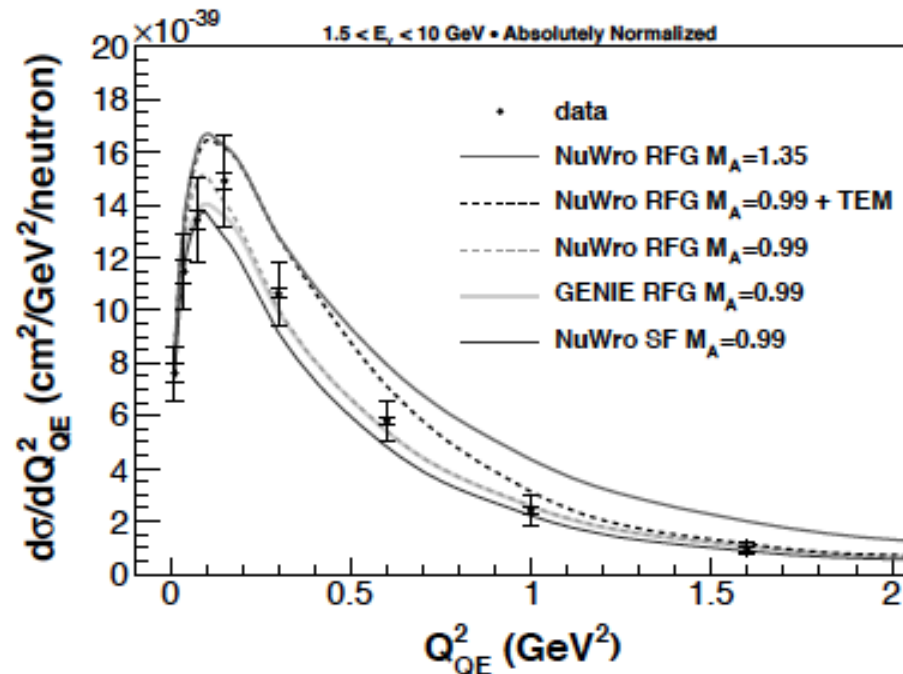 ×10⁻³⁹
1.5 < Eᵥ < 10 GeV • Absolutely Normalized
20
18
16
14
12
10
8
6
4
2
0
dσ/dQ²QE (cm²/GeV²/neutron)
data
NuWro RFG M_A=1.35
NuWro RFG M_A=0.99 + TEM
NuWro RFG M_A=0.99
GENIE RFG M_A=0.99
NuWro SF M_A=0.99
0 0.5 1 1.5 2
Q²QE (GeV²)